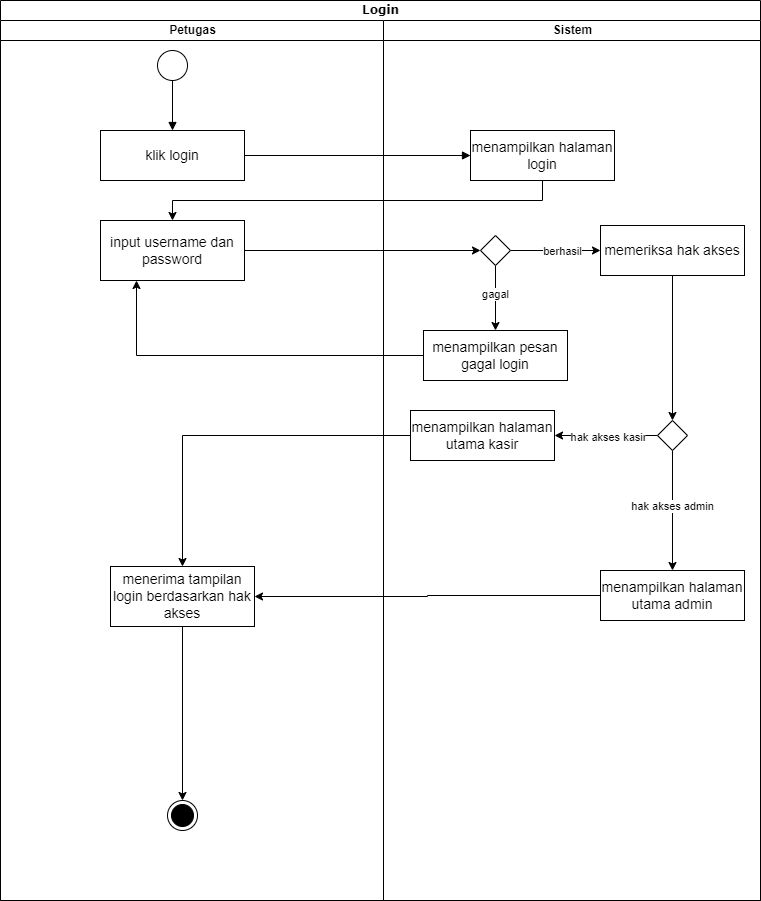 Login
Petugas
Sistem
klik login
menampilkan halaman
login
input username dan
password
berhasil
memeriksa hak akses
gagal
menampilkan pesan
gagal login
menampilkan halaman
utama kasir
hak akses kasir
hak akses admin
menerima tampilan
login berdasarkan hak
akses
menampilkan halaman
utama admin